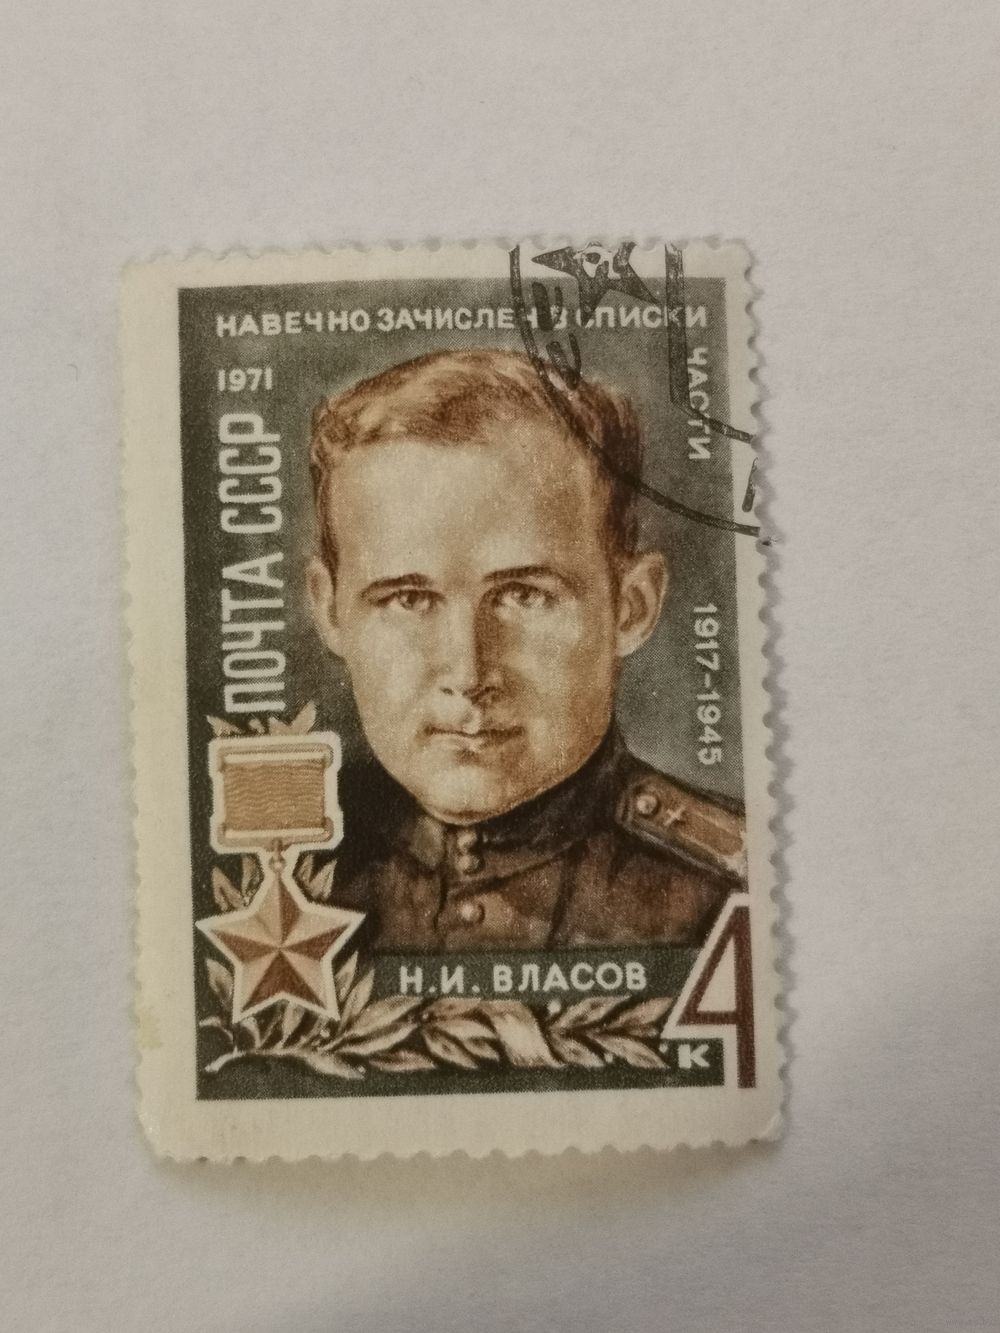 НАВЕЧНО ЗАЧИСЛЕН В СПИСКИ
ЧАСТИ
1971
ПОЧТА СССР
1917-1945
Н.И. ВЛАСОВ
4
К